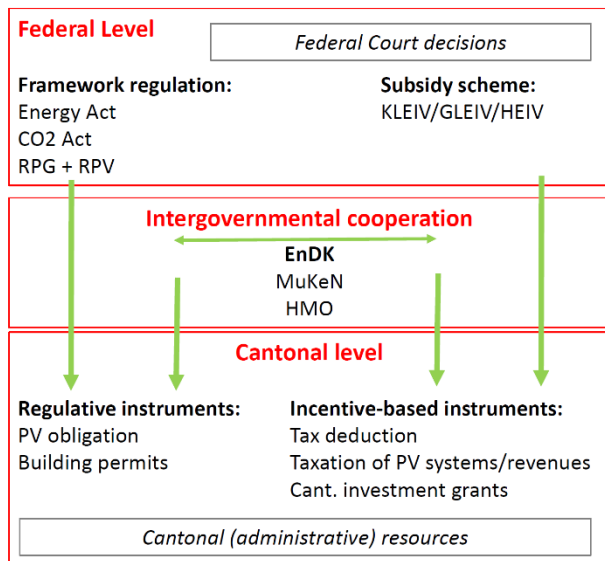 Federal Level
Federal Court decisions
Framework regulation:
Energy Act
CO2 Act
RPG + RPV
Subsidy scheme:
KLEIV/GLEIV/HEIV
Intergovernmental cooperation
EnDK
MuKeN
HMO
Cantonal level
Regulative instruments:
PV obligation
Building permits
Incentive-based instruments:
Tax deduction
Taxation of PV systems/revenues
Cant. investment grants
Cantonal (administrative) resources